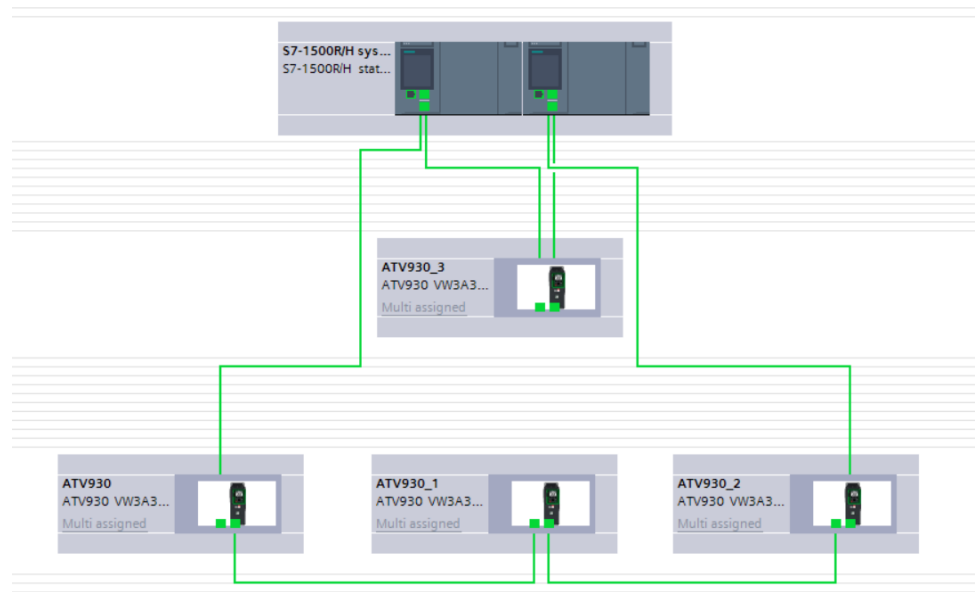 S7-1500R/H sys...
S7-1500R/H stat...
ATV930_3
ATV930 VW3A3...
Multi assigned
ATV930
ATV930 VW3A3...
Multi assigned
ATV930_1
ATV930 VW3A3...
Multi assigned
ATV930_2
ATV930 VW3A3...
Multi assigned